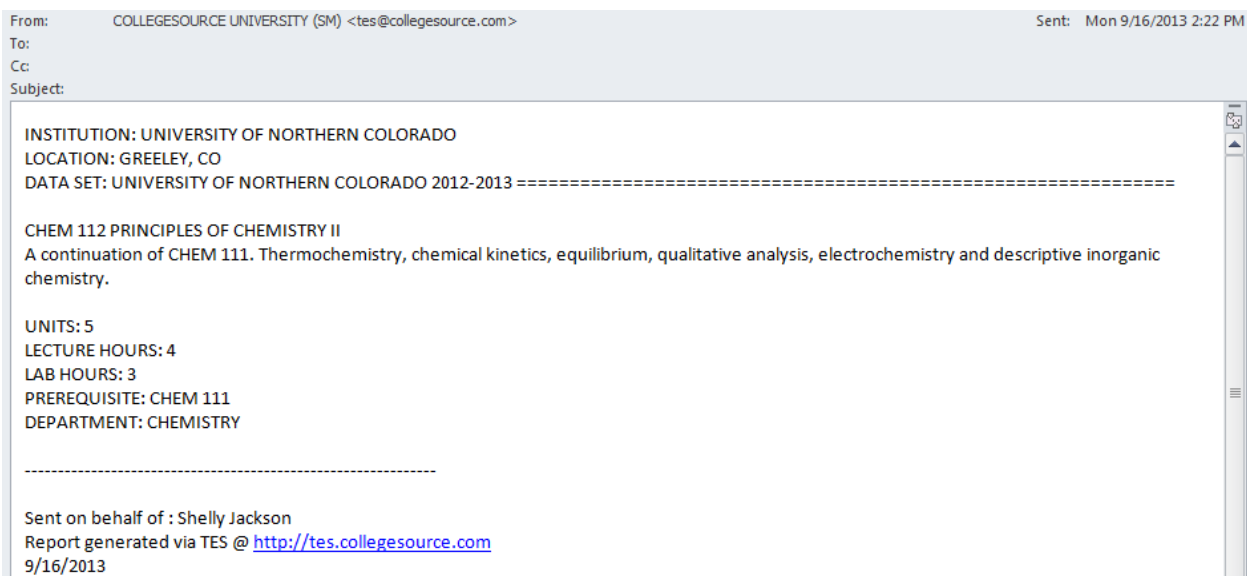 From: COLLEGESOURCE UNIVERSITY (SM) <tes@collegesource.com> Sent: Mon 9/16/2013 2:22 PM
To:
Cc:
Subject:
INSTITUTION: UNIVERSITY OF NORTHERN COLORADO
LOCATION: GREELEY, CO
DATA SET: UNIVERSITY OF NORTHERN COLORADO 2012-2013 ===============================================================
CHEM 112 PRINCIPLES OF CHEMISTRY II
A continuation of CHEM 111. Thermochemistry, chemical kinetics, equilibrium, qualitative analysis, electrochemistry and descriptive inorganic
chemistry.
UNITS: 5
LECTURE HOURS: 4
LAB HOURS: 3
PREREQUISITE: CHEM 111
DEPARTMENT: CHEMISTRY
--------------------------------------------------------------
Sent on behalf of : Shelly Jackson
Report generated via TES @ http://tes.collegesource.com
9/16/2013